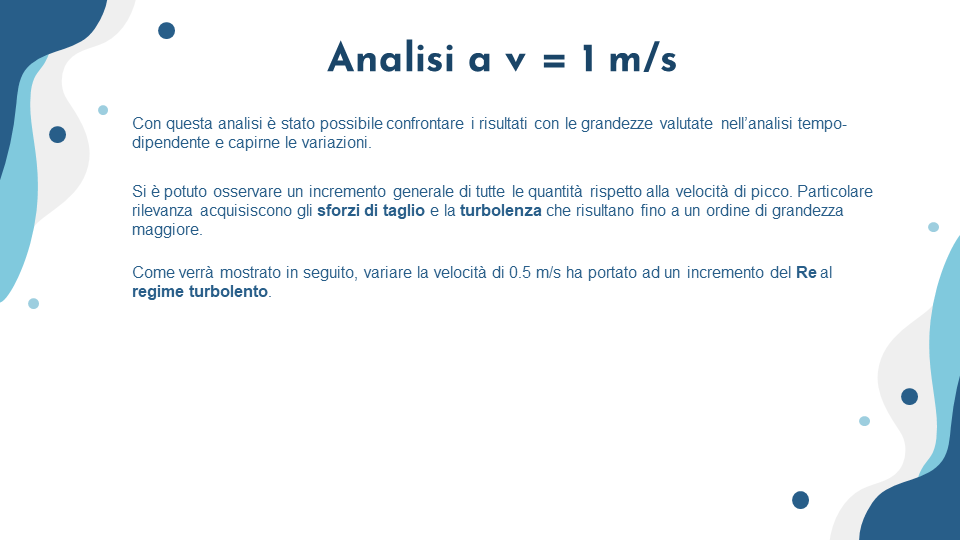 Analisi a v = 1 m/s
Con questa analisi è stato possibile confrontare i risultati con le grandezze valutate nell’analisi tempo-
dipendente e capirne le variazioni.
Si è potuto osservare un incremento generale di tutte le quantità rispetto alla velocità di picco. Particolare
rilevanza acquisiscono gli sforzi di taglio e la turbolenza che risultano fino a un ordine di grandezza
maggiore.
Come verrà mostrato in seguito, variare la velocità di 0.5 m/s ha portato ad un incremento del Re al
regime turbolento.